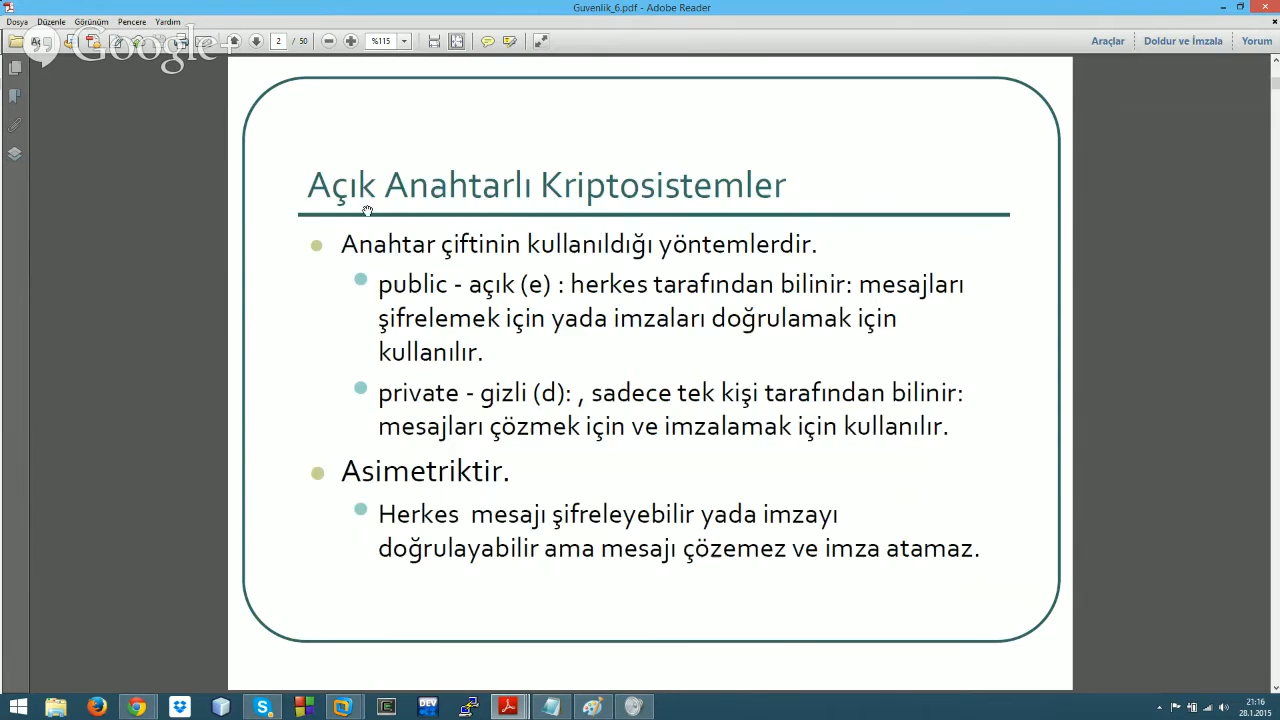 Guvenlik_6.pdf - Adobe Reader
Dosya Düzenle Görünüm Pencere Yardım
Google+
2 / 50 %115 Araçlar Doldur ve İmzala Yorum
Açık Anahtarlı Kriptosistemler
Anahtar çiftinin kullanıldığı yöntemlerdir.
public - açık (e) : herkes tarafından bilinir: mesajları
şifrelemek için yada imzaları doğrulamak için
kullanılır.
private - gizli (d): , sadece tek kişi tarafından bilinir:
mesajları çözmek için ve imzalamak için kullanılır.
Asimetriktir.
Herkes mesajı şifreleyebilir yada imzayı
doğrulayabilir ama mesajı çözemez ve imza atamaz.
DEV
21:16
28.1.2015